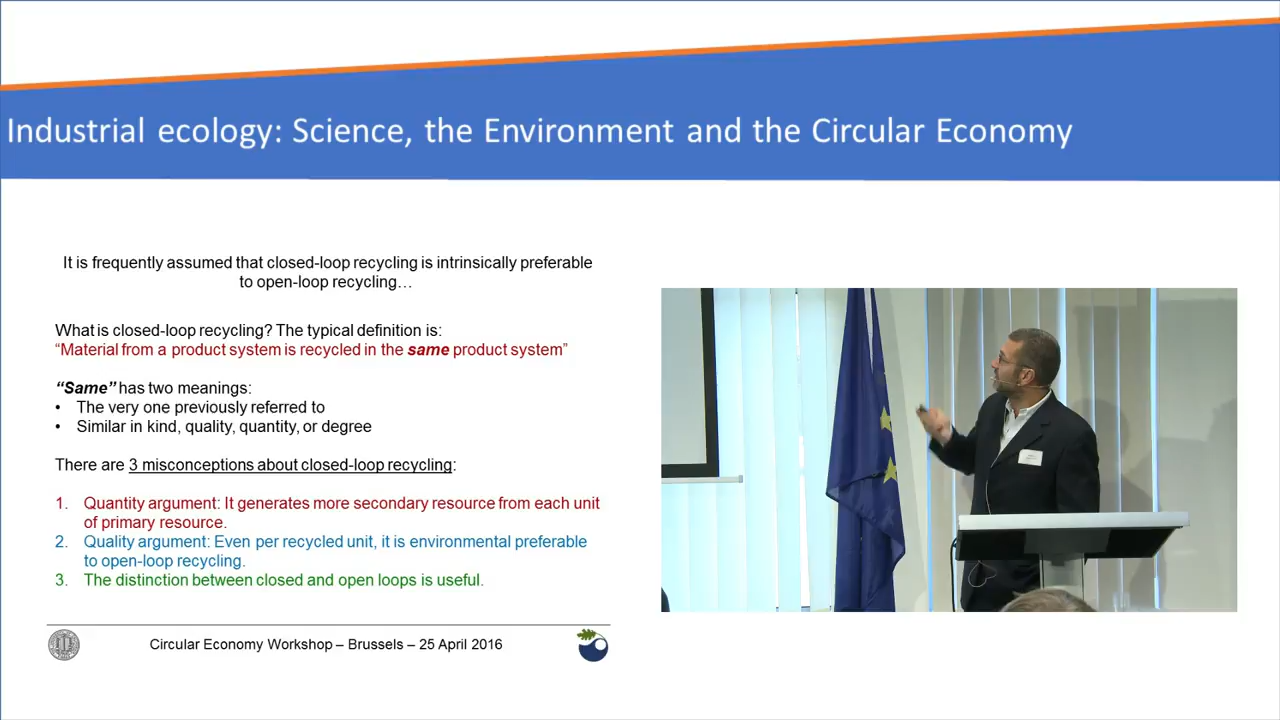 Industrial ecology: Science, the Environment and the Circular Economy
It is frequently assumed that closed-loop recycling is intrinsically preferable
to open-loop recycling…
What is closed-loop recycling? The typical definition is:
“Material from a product system is recycled in the same product system”
“Same” has two meanings:
• The very one previously referred to
• Similar in kind, quality, quantity, or degree
There are 3 misconceptions about closed-loop recycling:
1. Quantity argument: It generates more secondary resource from each unit
of primary resource.
2. Quality argument: Even per recycled unit, it is environmental preferable
to open-loop recycling.
3. The distinction between closed and open loops is useful.
Circular Economy Workshop – Brussels – 25 April 2016